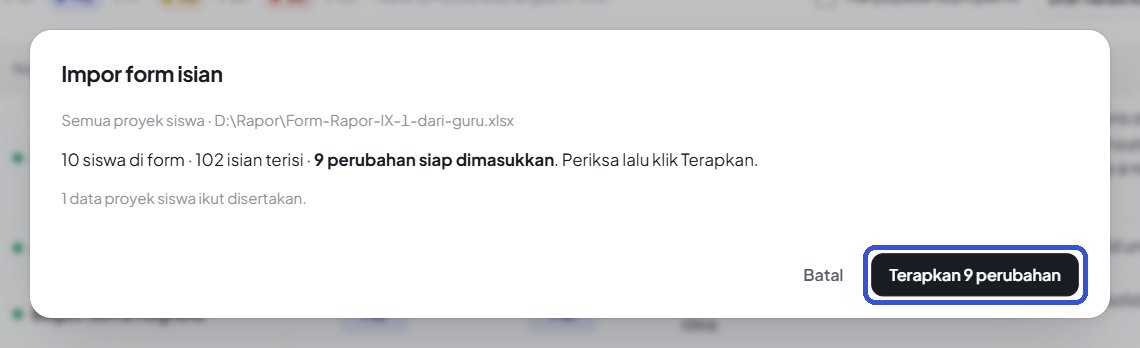 Impor form isian
Semua proyek siswa · D:\Rapor\Form-Rapor-IX-1-dari-guru.xlsx
10 siswa di form · 102 isian terisi · 9 perubahan siap dimasukkan. Periksa lalu klik Terapkan.
1 data proyek siswa ikut disertakan.
Batal
Terapkan 9 perubahan